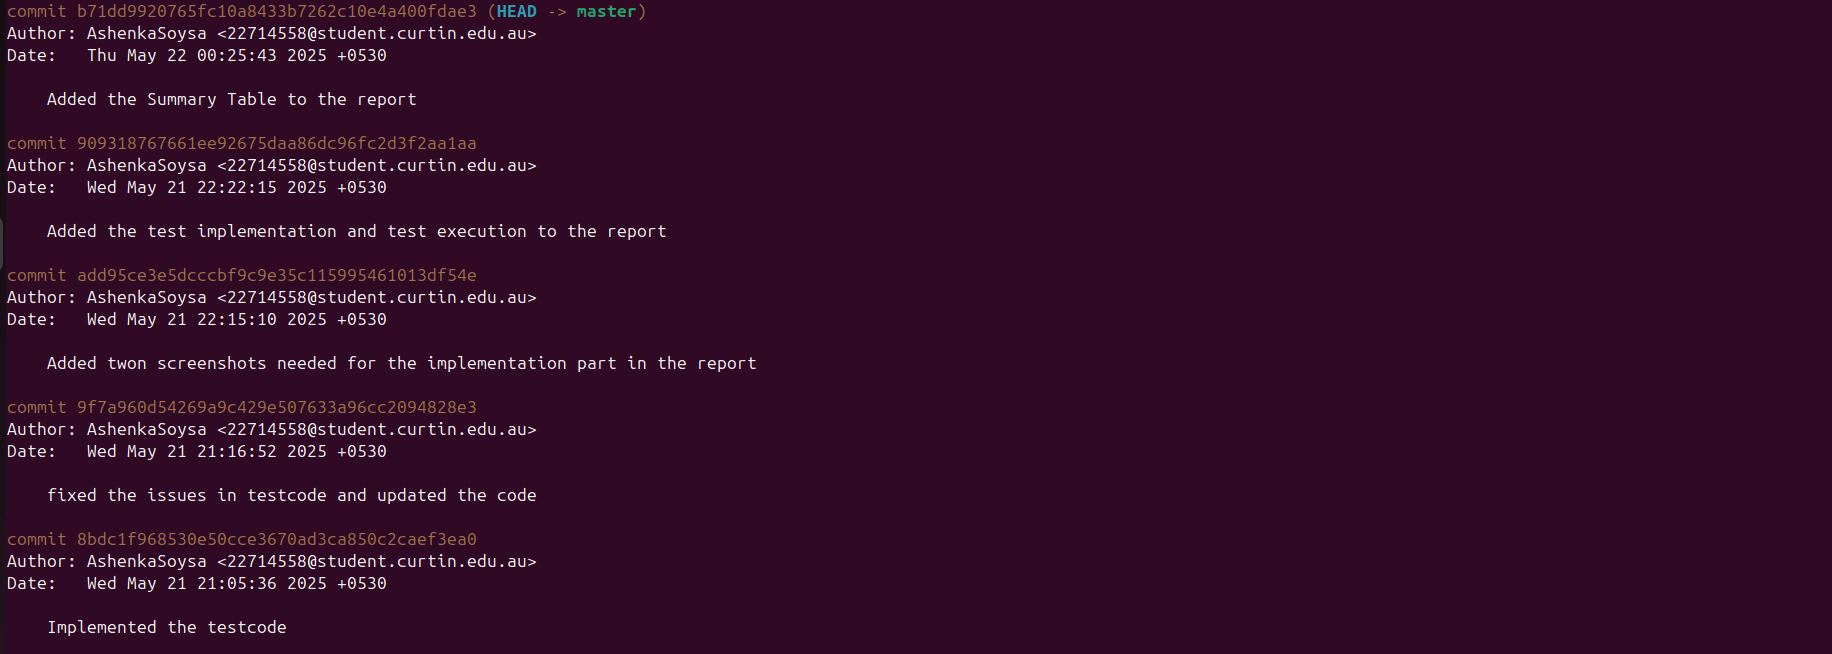 commit b71dd9920765fc10a8433b7262c10e4a400fdae3 (HEAD -> master)
Author: AshenkaSoysa <22714558@student.curtin.edu.au>
Date:   Thu May 22 00:25:43 2025 +0530
Added the Summary Table to the report
commit 909318767661ee92675daa86dc96fc2d3f2aa1aa
Author: AshenkaSoysa <22714558@student.curtin.edu.au>
Date:   Wed May 21 22:22:15 2025 +0530
Added the test implementation and test execution to the report
commit add95ce3e5dcccbf9c9e35c115995461013df54e
Author: AshenkaSoysa <22714558@student.curtin.edu.au>
Date:   Wed May 21 22:15:10 2025 +0530
Added twon screenshots needed for the implementation part in the report
commit 9f7a960d54269a9c429e507633a96cc2094828e3
Author: AshenkaSoysa <22714558@student.curtin.edu.au>
Date:   Wed May 21 21:16:52 2025 +0530
fixed the issues in testcode and updated the code
commit 8bdc1f968530e50cce3670ad3ca850c2caef3ea0
Author: AshenkaSoysa <22714558@student.curtin.edu.au>
Date:   Wed May 21 21:05:36 2025 +0530
Implemented the testcode